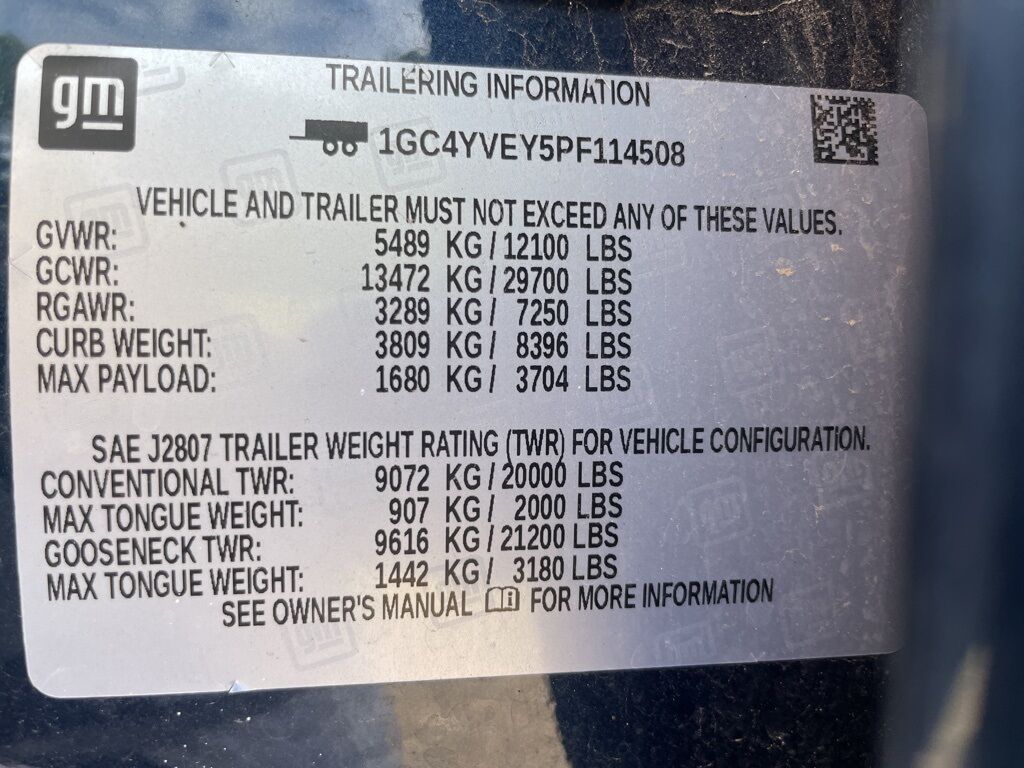 gm
TRAILERING INFORMATION
1GC4YVEY5PF114508
VEHICLE AND TRAILER MUST NOT EXCEED ANY OF THESE VALUES.
GVWR: 5489 KG/12100 LBS
GCWR: 13472 KG/29700 LBS
RGAWR: 3289 KG/ 7250 LBS
CURB WEIGHT: 3809 KG/ 8396 LBS
MAX PAYLOAD: 1680 KG/ 3704 LBS
SAE J2807 TRAILER WEIGHT RATING (TWR) FOR VEHICLE CONFIGURATION.
CONVENTIONAL TWR: 9072 KG/20000 LBS
MAX TONGUE WEIGHT: 907 KG/ 2000 LBS
GOOSENECK TWR: 9616 KG/21200 LBS
MAX TONGUE WEIGHT: 1442 KG/ 3180 LBS
SEE OWNER'S MANUAL FOR MORE INFORMATION